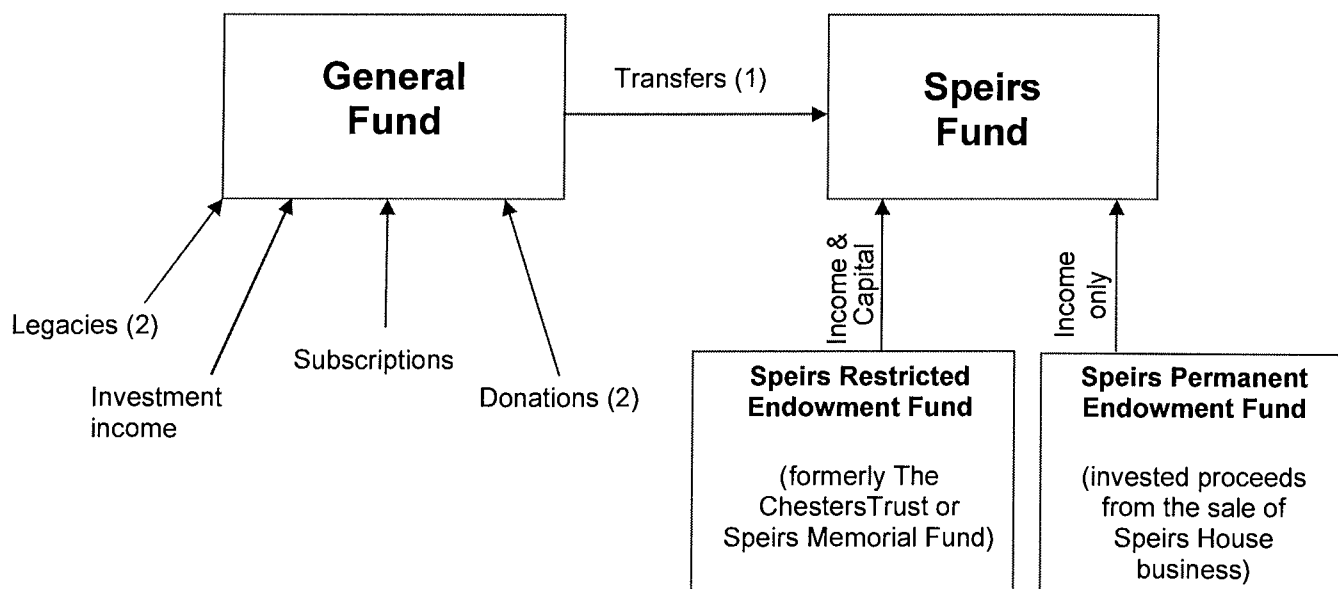 General
Fund
Transfers (1)
Speirs
Fund
Legacies (2)
Investment
income
Subscriptions
Donations (2)
Income &
Capital
Income
only
Speirs Restricted
Endowment Fund
(formerly The
ChestersTrust or
Speirs Memorial Fund)
Speirs Permanent
Endowment Fund
(invested proceeds
from the sale of
Speirs House
business)